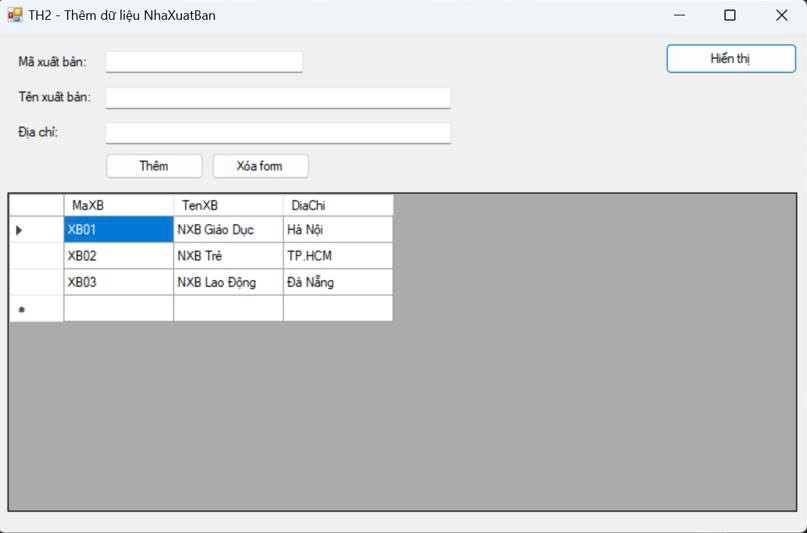 TH2 - Thêm dữ liệu NhaXuatBan
Mã xuất bản:
Hiển thị
Tên xuất bản:
Địa chỉ:
Thêm Xóa form
MaXB TenXB DiaChi
XB01 NXB Giáo Dục Hà Nội
XB02 NXB Trẻ TP.HCM
XB03 NXB Lao Động Đà Nẵng